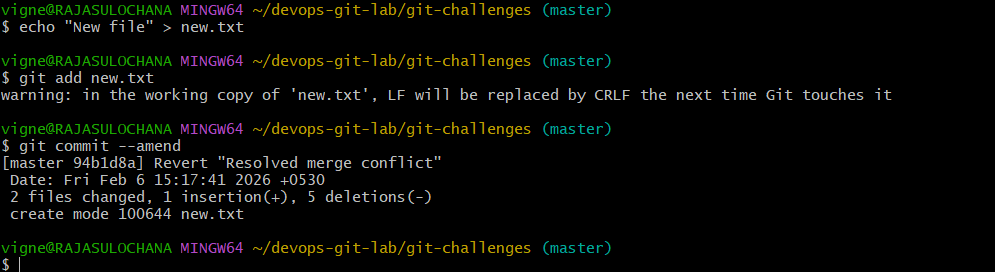 vigne@RAJASULOCHANA MINGW64 ~/devops-git-lab/git-challenges (master)
$ echo "New file" > new.txt
vigne@RAJASULOCHANA MINGW64 ~/devops-git-lab/git-challenges (master)
$ git add new.txt
warning: in the working copy of 'new.txt', LF will be replaced by CRLF the next time Git touches it
vigne@RAJASULOCHANA MINGW64 ~/devops-git-lab/git-challenges (master)
$ git commit --amend
[master 94b1d8a] Revert "Resolved merge conflict"
 Date: Fri Feb 6 15:17:41 2026 +0530
 2 files changed, 1 insertion(+), 5 deletions(-)
 create mode 100644 new.txt
vigne@RAJASULOCHANA MINGW64 ~/devops-git-lab/git-challenges (master)
$